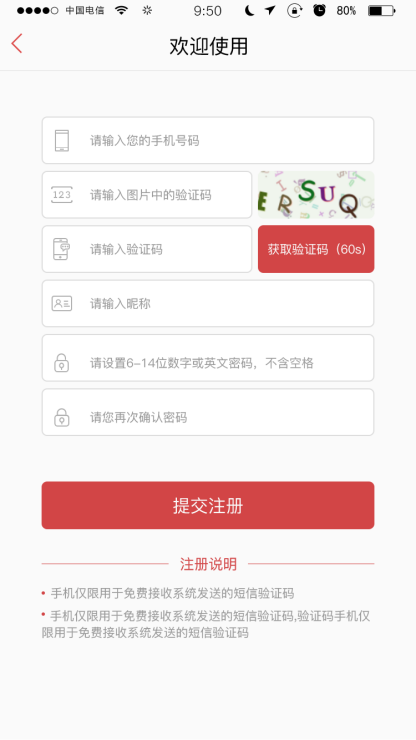 中国电信 9:50 80%
欢迎使用
请输入您的手机号码
123 请输入图片中的验证码 ERSUQ
请输入验证码 获取验证码（60s）
请输入昵称
请设置6-14位数字或英文密码，不含空格
请您再次确认密码
提交注册
注册说明
• 手机仅限用于免费接收系统发送的短信验证码
• 手机仅限用于免费接收系统发送的短信验证码,验证码手机仅
限用于免费接收系统发送的短信验证码